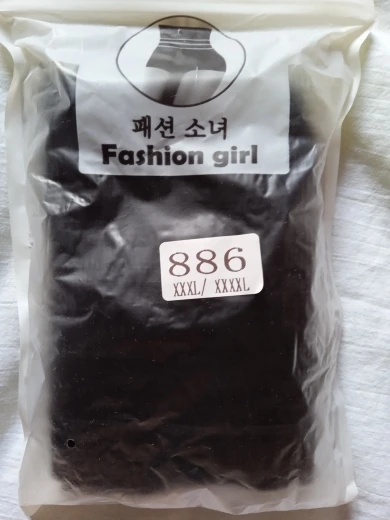 패션 소녀
Fashion girl
886
XXXL/ XXXXL